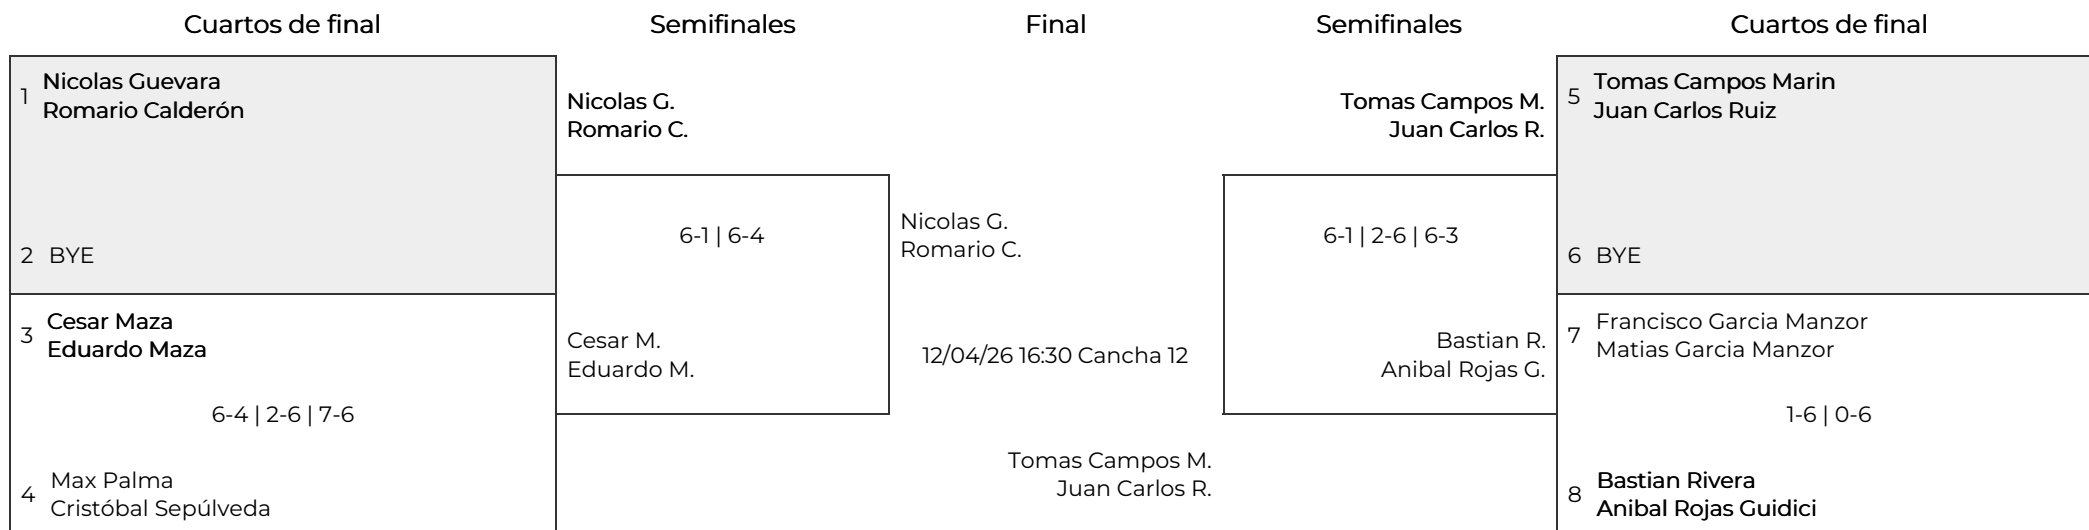 Cuartos de final
Semifinales
Final
Semifinales
Cuartos de final
1 Nicolas Guevara
Romario Calderón
2 BYE
3 Cesar Maza
Eduardo Maza
6-4 | 2-6 | 7-6
4 Max Palma
Cristóbal Sepúlveda
Nicolas G.
Romario C.
6-1 | 6-4
Cesar M.
Eduardo M.
Nicolas G.
Romario C.
12/04/26 16:30 Cancha 12
Tomas Campos M.
Juan Carlos R.
Tomas Campos M.
Juan Carlos R.
6-1 | 2-6 | 6-3
Bastian R.
Anibal Rojas G.
5 Tomas Campos Marin
Juan Carlos Ruiz
6 BYE
7 Francisco Garcia Manzor
Matias Garcia Manzor
1-6 | 0-6
8 Bastian Rivera
Anibal Rojas Guidici